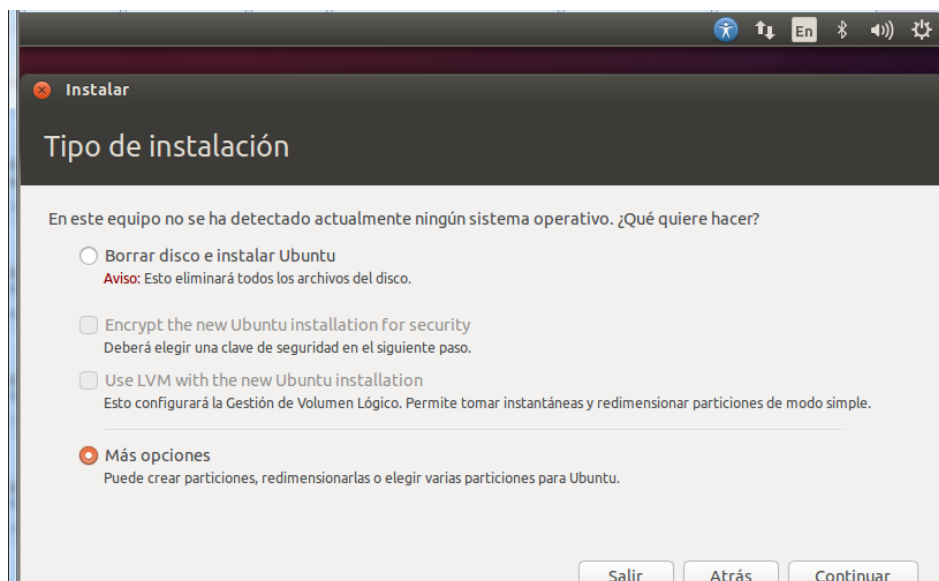 En
Instalar
Tipo de instalación
En este equipo no se ha detectado actualmente ningún sistema operativo. ¿Qué quiere hacer?
Borrar disco e instalar Ubuntu
Aviso: Esto eliminará todos los archivos del disco.
Encrypt the new Ubuntu installation for security
Deberá elegir una clave de seguridad en el siguiente paso.
Use LVM with the new Ubuntu installation
Esto configurará la Gestión de Volumen Lógico. Permite tomar instantáneas y redimensionar particiones de modo simple.
Más opciones
Puede crear particiones, redimensionarlas o elegir varias particiones para Ubuntu.
Salir Atrás Continuar